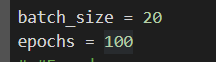 batch_size = 20
epochs = 100